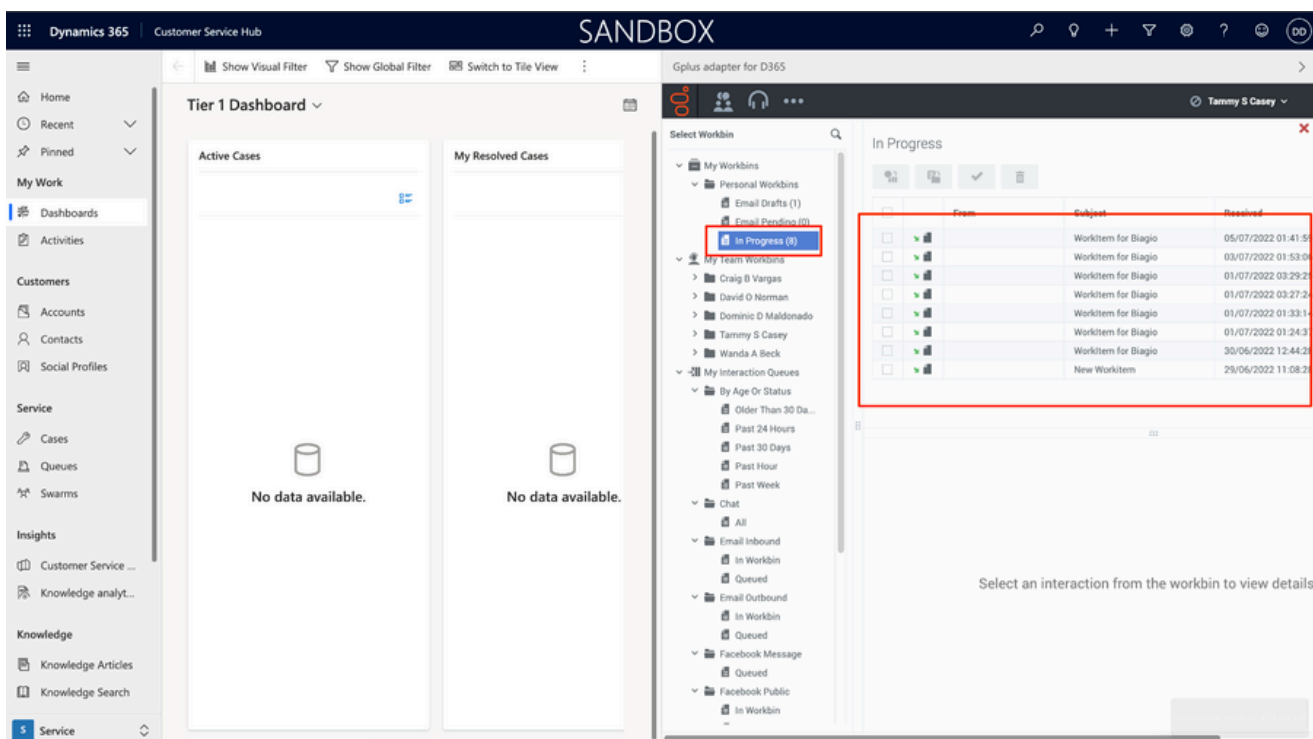 Dynamics 365
Customer Service Hub
SANDBOX
DD
Show Visual Filter
Show Global Filter
Switch to Tile View
Gplus adapter for D365
Home
Recent
Pinned
My Work
Dashboards
Activities
Customers
Accounts
Contacts
Social Profiles
Service
Cases
Queues
Swarms
Insights
Customer Service ...
Knowledge analyt...
Knowledge
Knowledge Articles
Knowledge Search
S Service
Tier 1 Dashboard
Active Cases
No data available.
My Resolved Cases
No data available.
Tammy S Casey
Select Workbin
My Workbins
Personal Workbins
Email Drafts (1)
Email Pending (0)
In Progress (8)
My Team Workbins
Craig B Vargas
David O Norman
Dominic D Maldonado
Tammy S Casey
Wanda A Beck
My Interaction Queues
By Age Or Status
Older Than 30 Da...
Past 24 Hours
Past 30 Days
Past Hour
Past Week
Chat
All
Email Inbound
In Workbin
Queued
Email Outbound
In Workbin
Queued
Facebook Message
Queued
Facebook Public
In Workbin
In Progress
From Subject Received
WorkItem for Biagio 05/07/2022 01:41:59
WorkItem for Biagio 03/07/2022 01:53:0
WorkItem for Biagio 01/07/2022 03:29:2
WorkItem for Biagio 01/07/2022 03:27:2
WorkItem for Biagio 01/07/2022 01:33:1
WorkItem for Biagio 01/07/2022 01:24:3
WorkItem for Biagio 30/06/2022 12:44:2
New Workitem 29/06/2022 11:08:2
Select an interaction from the workbin to view details